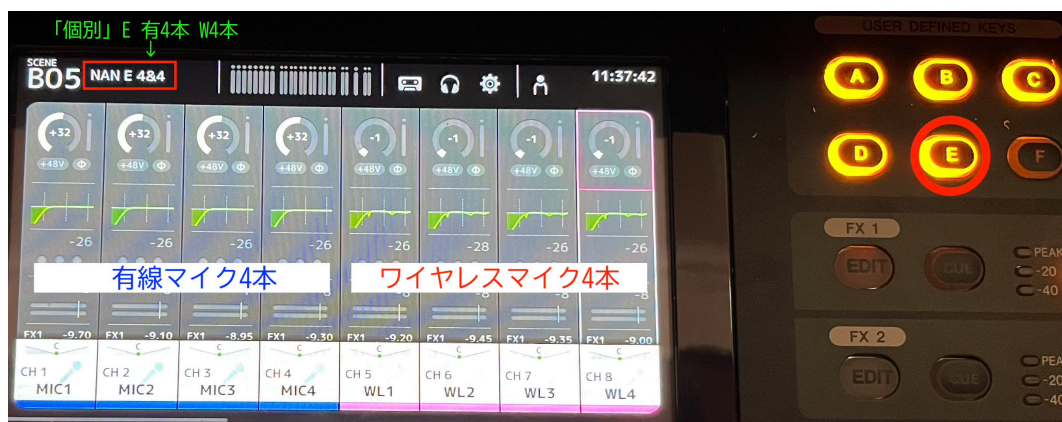 「個別」E 有4本 W4本
↓
USER DEFINED KEYS
SCENE
B05 NAN E 4&4 11:37:42
A B C
+32 +32 +32 +32 -1 -1 -1 -1
+48V Φ +48V Φ +48V Φ +48V Φ +48V Φ +48V Φ +48V Φ +48V Φ
D E F
-26 -26 -26 -26 -26 -28 -26 -26
FX 1
有線マイク4本 ワイヤレスマイク4本
EDIT CUE
PEAK
-20
-40
-8 -8 -8 -8
FX1 -9.70 FX1 -9.10 FX1 -8.95 FX1 -9.30 FX1 -9.20 FX1 -9.45 FX1 -9.35 FX1 -9.00
C C C C C C C C
FX 2
CH 1 CH 2 CH 3 CH 4 CH 5 CH 6 CH 7 CH 8
MIC1 MIC2 MIC3 MIC4 WL1 WL2 WL3 WL4
EDIT CUE
PEA
-20
-40